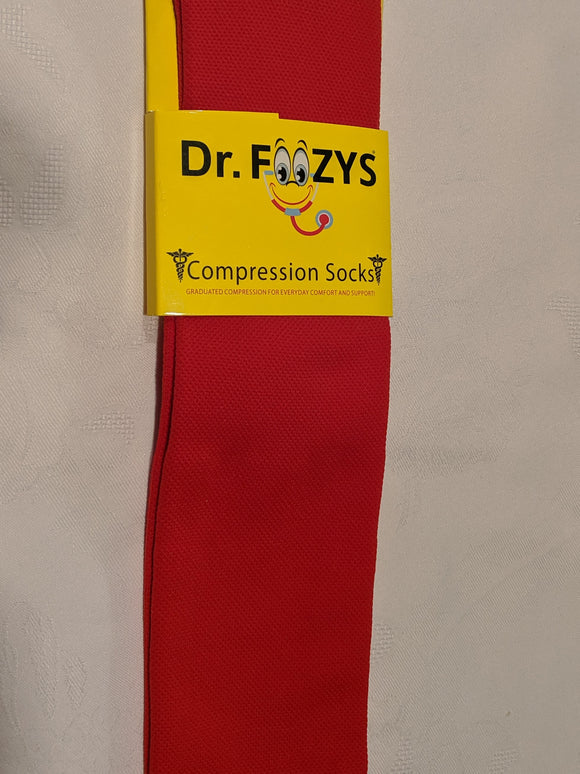 Dr. FOOZYS®
Compression Socks
GRADUATED COMPRESSION FOR EVERYDAY COMFORT AND SUPPORT!